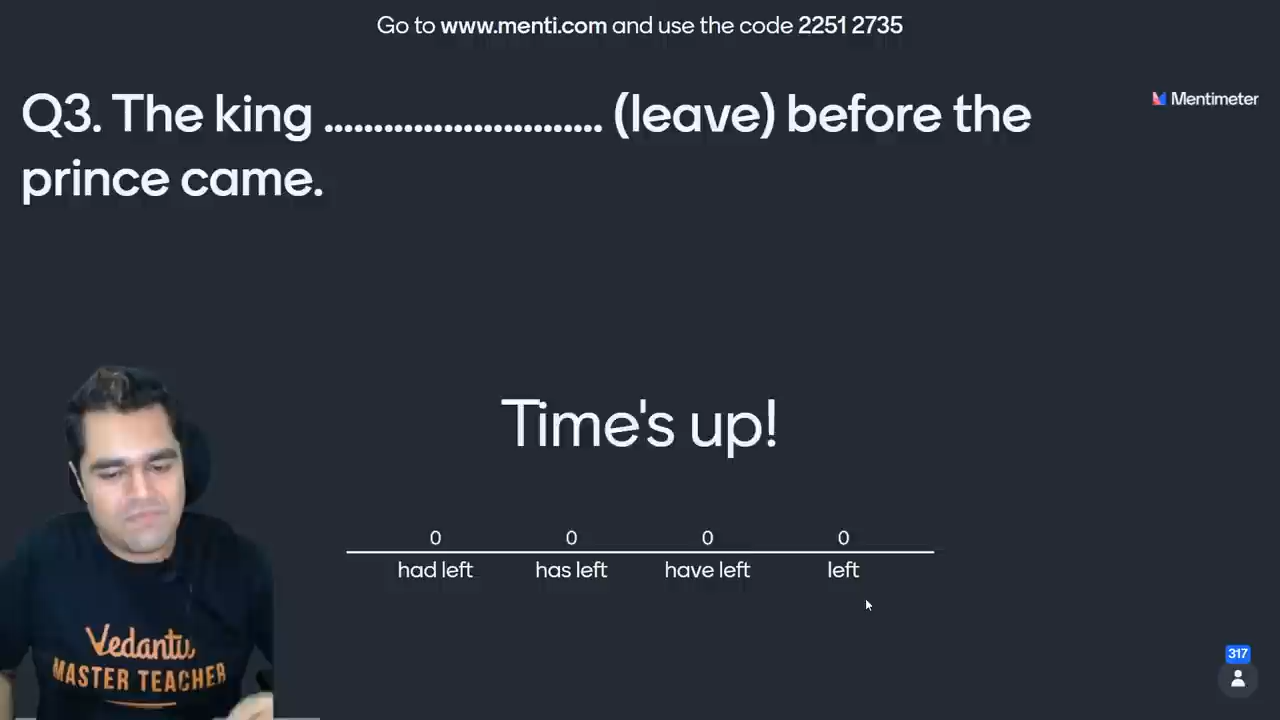 Go to www.menti.com and use the code 2251 2735
Mentimeter
Q3. The king ............................ (leave) before the
prince came.
Time's up!
0 0 0 0
had left has left have left left
Vedantu
MASTER TEACHER
317